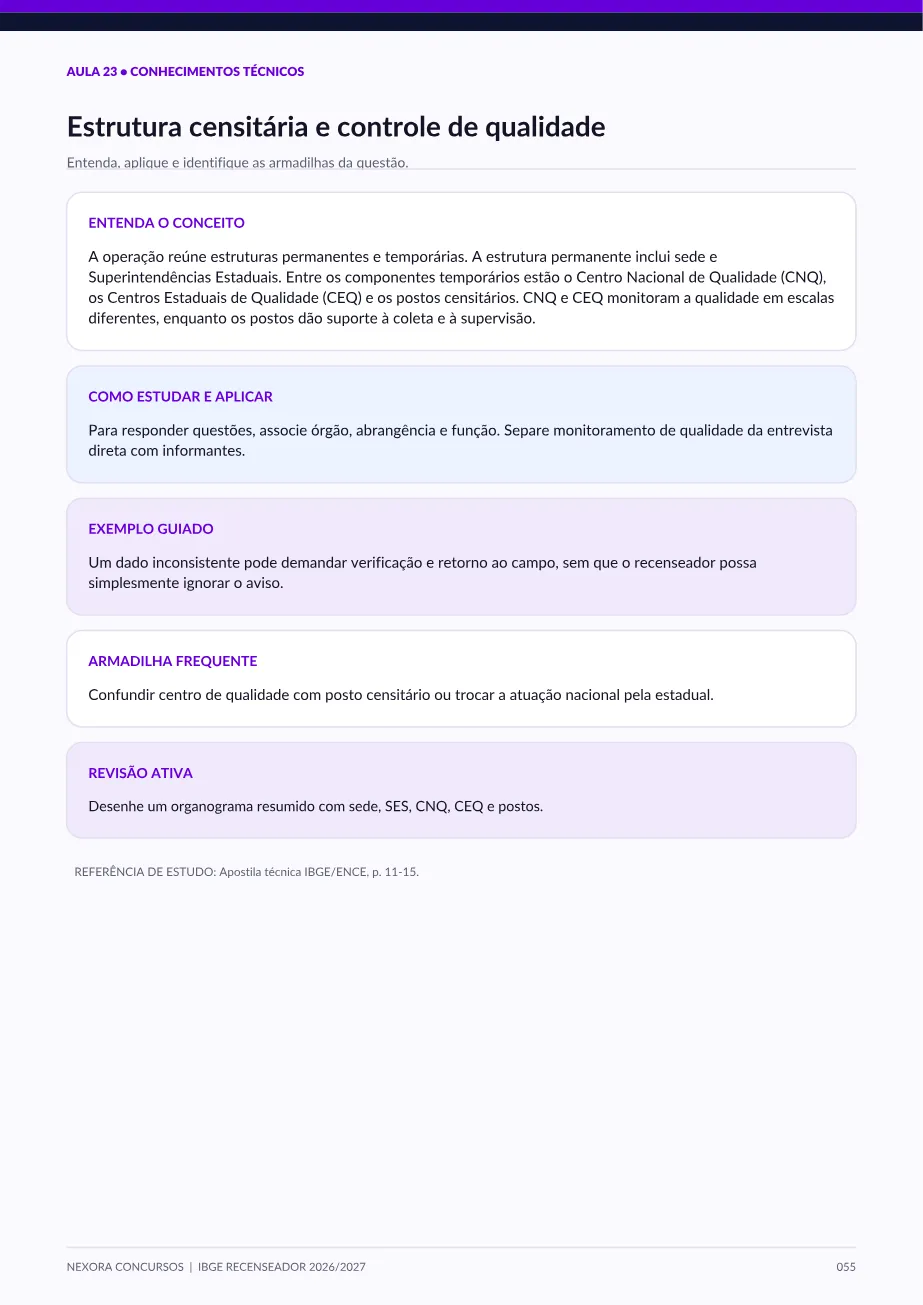 AULA 23 • CONHECIMENTOS TÉCNICOS
Estrutura censitária e controle de qualidade
Entenda, aplique e identifique as armadilhas da questão.
ENTENDA O CONCEITO
A operação reúne estruturas permanentes e temporárias. A estrutura permanente inclui sede e
Superintendências Estaduais. Entre os componentes temporários estão o Centro Nacional de Qualidade (CNQ),
os Centros Estaduais de Qualidade (CEQ) e os postos censitários. CNQ e CEQ monitoram a qualidade em escalas
diferentes, enquanto os postos dão suporte à coleta e à supervisão.
COMO ESTUDAR E APLICAR
Para responder questões, associe órgão, abrangência e função. Separe monitoramento de qualidade da entrevista
direta com informantes.
EXEMPLO GUIADO
Um dado inconsistente pode demandar verificação e retorno ao campo, sem que o recenseador possa
simplesmente ignorar o aviso.
ARMADILHA FREQUENTE
Confundir centro de qualidade com posto censitário ou trocar a atuação nacional pela estadual.
REVISÃO ATIVA
Desenhe um organograma resumido com sede, SES, CNQ, CEQ e postos.
REFERÊNCIA DE ESTUDO: Apostila técnica IBGE/ENCE, p. 11-15.
NEXORA CONCURSOS | IBGE RECENSEADOR 2026/2027
055